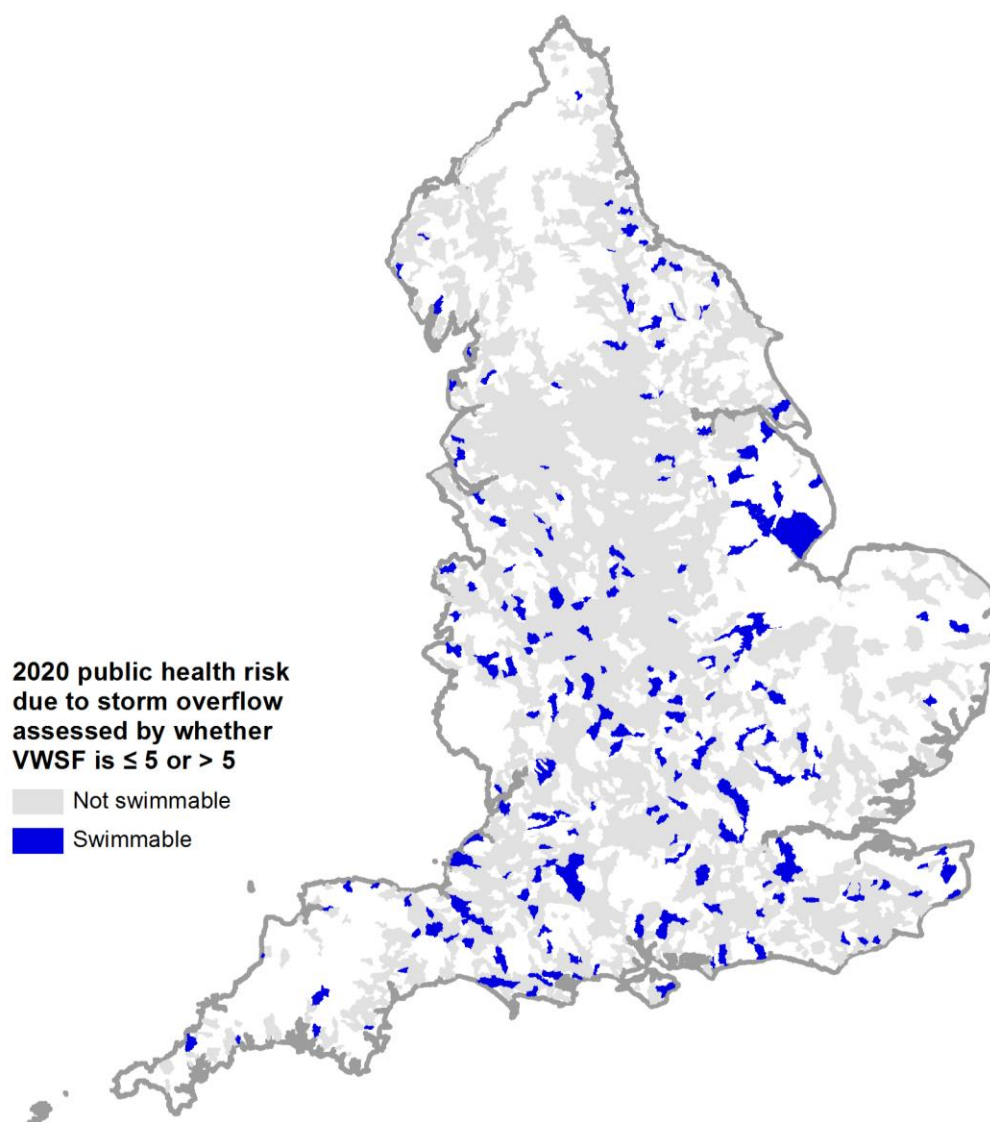 2020 public health risk
due to storm overflow
assessed by whether
VWSF is ≤ 5 or > 5
Not swimmable
Swimmable